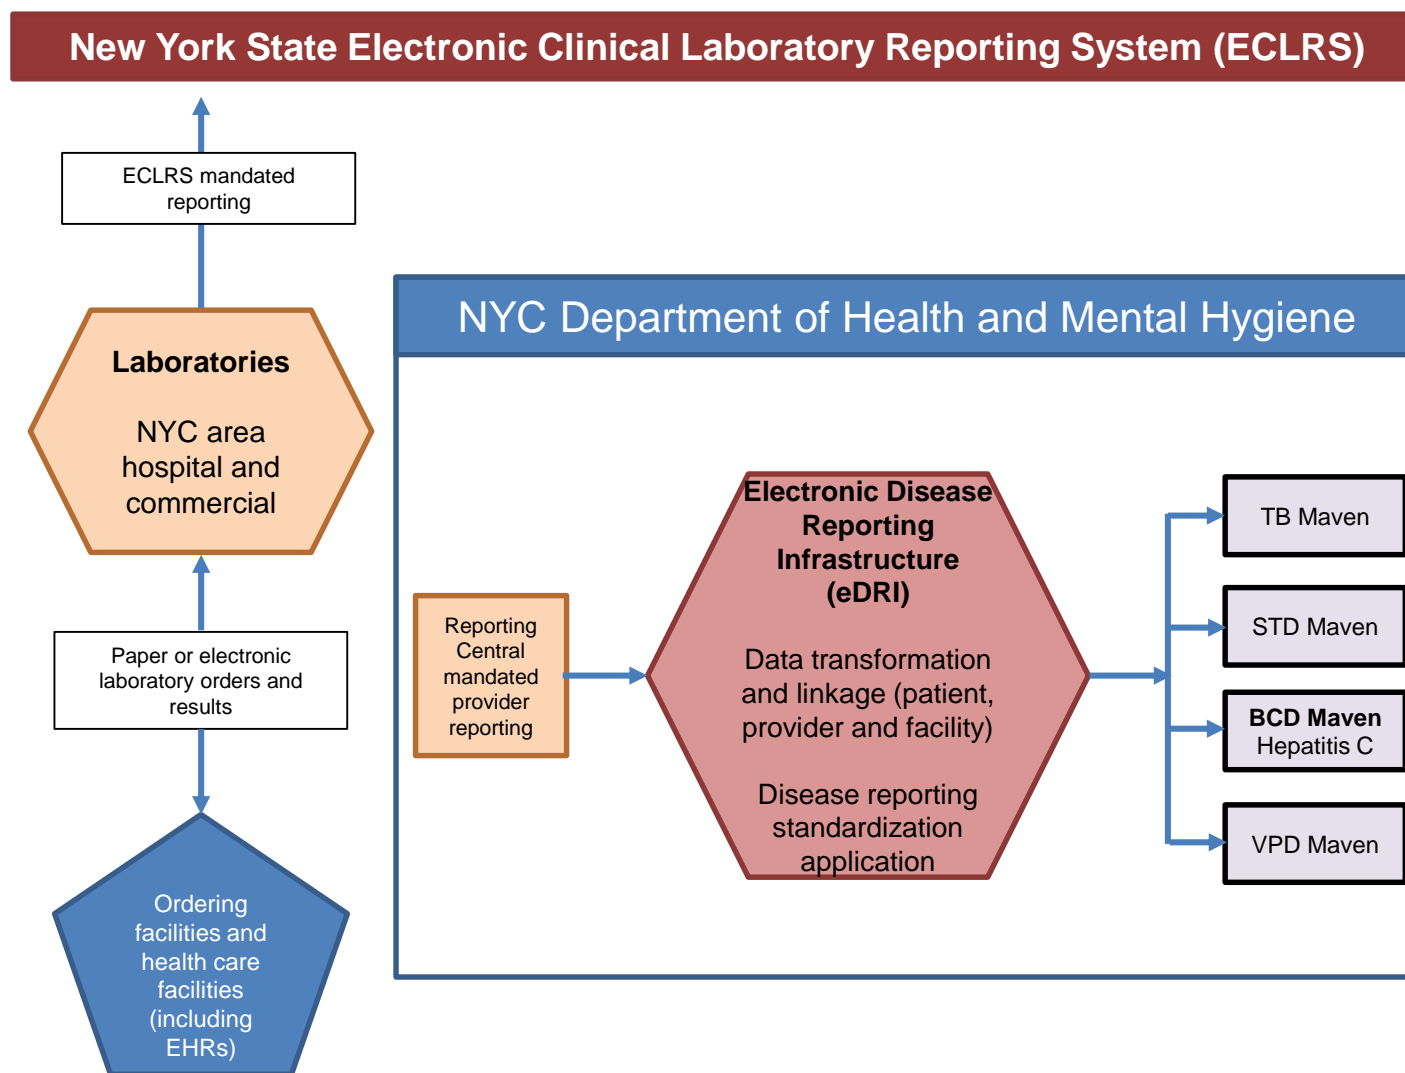 New York State Electronic Clinical Laboratory Reporting System (ECLRS)
ECLRS mandated
reporting
Laboratories
NYC area
hospital and
commercial
Paper or electronic
laboratory orders and
results
Ordering
facilities and
health care
facilities
(including
EHRs)
NYC Department of Health and Mental Hygiene
Reporting
Central
mandated
provider
reporting
Electronic Disease
Reporting
Infrastructure
(eDRI)
Data transformation
and linkage (patient,
provider and facility)
Disease reporting
standardization
application
TB Maven
STD Maven
BCD Maven
Hepatitis C
VPD Maven